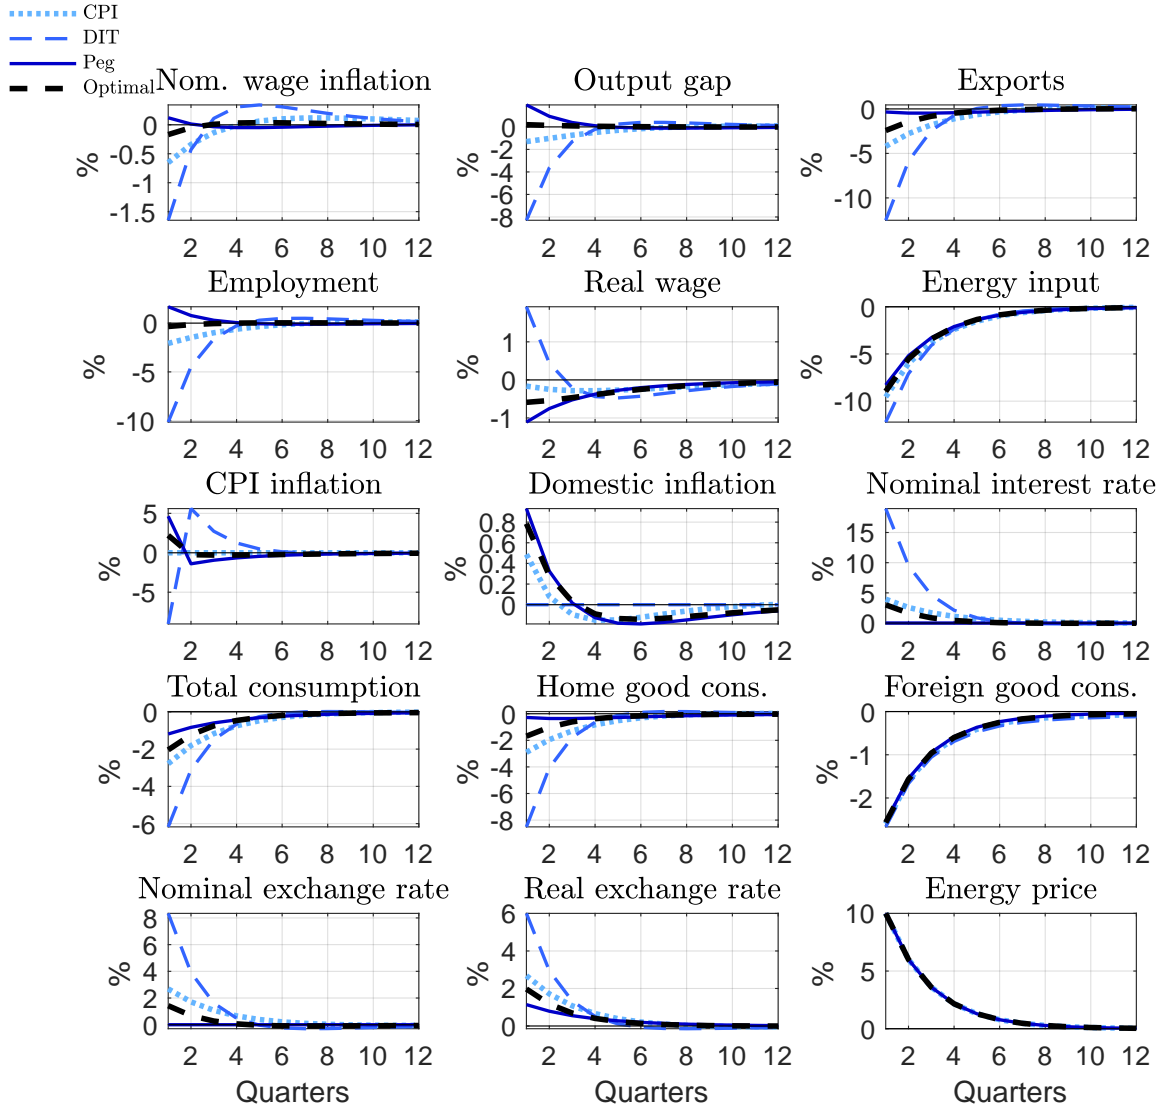 CPI
DIT
Peg
Optimal
Nom. wage inflation
Output gap
Exports
%
0
-0.5
-1
-1.5
2 4 6 8 10 12
%
0
-2
-4
-6
-8
2 4 6 8 10 12
%
0
-5
-10
2 4 6 8 10 12
Employment
Real wage
Energy input
%
0
-5
-10
2 4 6 8 10 12
%
1
0
-1
2 4 6 8 10 12
%
0
-5
-10
2 4 6 8 10 12
CPI inflation
Domestic inflation
Nominal interest rate
%
5
0
-5
2 4 6 8 10 12
%
0.8
0.6
0.4
0.2
0
2 4 6 8 10 12
%
15
10
5
0
2 4 6 8 10 12
Total consumption
Home good cons.
Foreign good cons.
%
0
-2
-4
-6
2 4 6 8 10 12
%
0
-2
-4
-6
-8
2 4 6 8 10 12
%
0
-1
-2
2 4 6 8 10 12
Nominal exchange rate
Real exchange rate
Energy price
%
8
6
4
2
0
2 4 6 8 10 12
Quarters
%
6
4
2
0
2 4 6 8 10 12
Quarters
%
10
5
0
2 4 6 8 10 12
Quarters